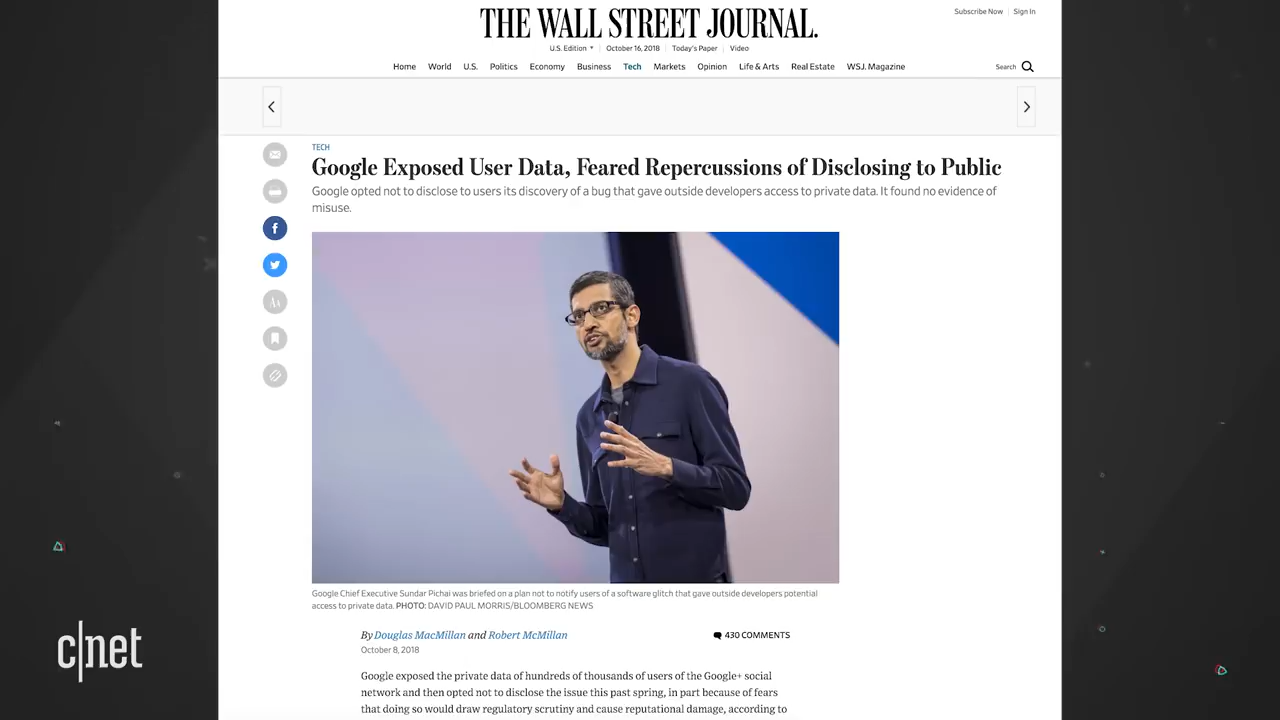 THE WALL STREET JOURNAL.
Subscribe Now | Sign In
U.S. Edition | October 16, 2018 | Today's Paper | Video
Home World U.S. Politics Economy Business Tech Markets Opinion Life & Arts Real Estate WSJ. Magazine Search
TECH
Google Exposed User Data, Feared Repercussions of Disclosing to Public
Google opted not to disclose to users its discovery of a bug that gave outside developers access to private data. It found no evidence of
misuse.
f
AA
Google Chief Executive Sundar Pichai was briefed on a plan not to notify users of a software glitch that gave outside developers potential
access to private data. PHOTO: DAVID PAUL MORRIS/BLOOMBERG NEWS
By Douglas MacMillan and Robert McMillan
430 COMMENTS
October 8, 2018
Google exposed the private data of hundreds of thousands of users of the Google+ social
network and then opted not to disclose the issue this past spring, in part because of fears
that doing so would draw regulatory scrutiny and cause reputational damage, according to
c|net